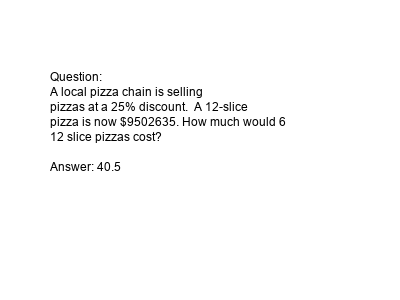 Question:
A local pizza chain is selling
pizzas at a 25% discount.  A 12-slice
pizza is now $9502635. How much would 6
12 slice pizzas cost?
Answer: 40.5